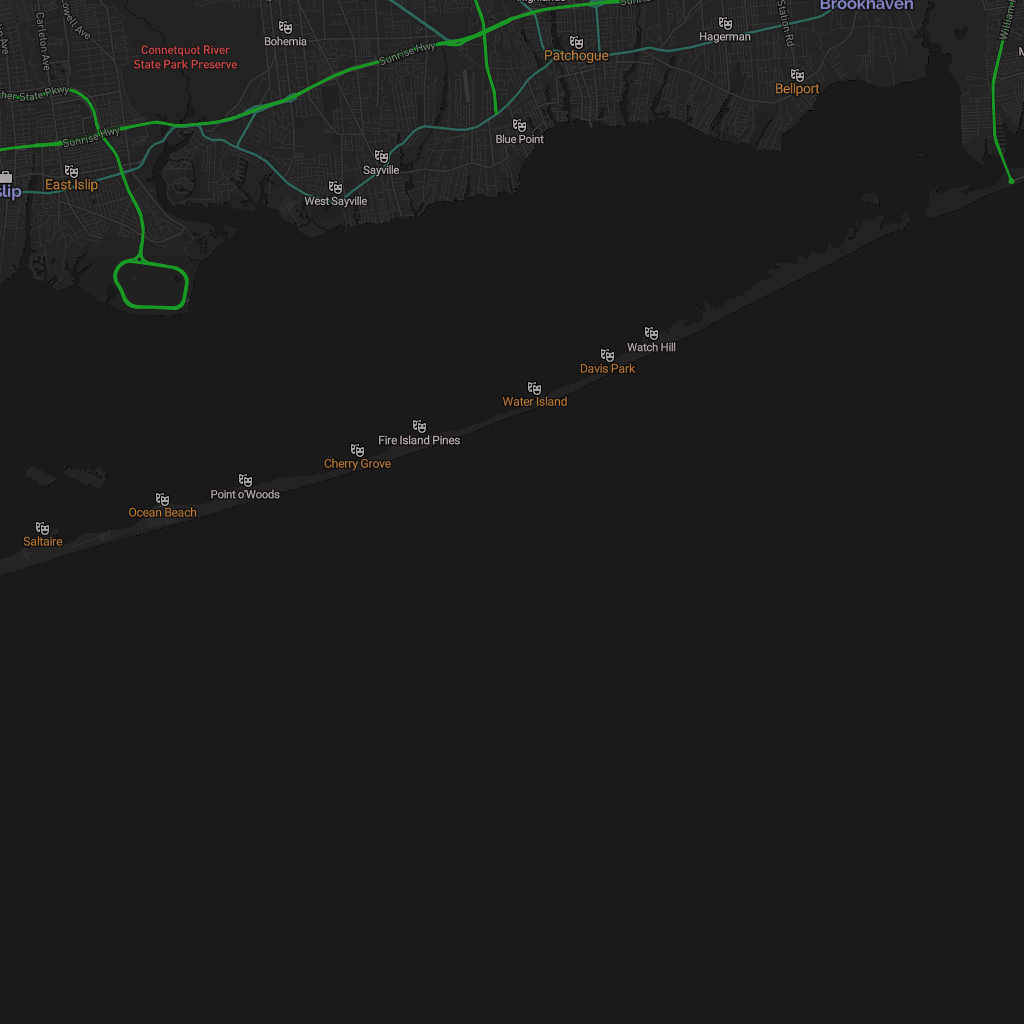 Brookhaven
Bohemia
Hagerman
Patchogue
Bellport
Connetquot River
State Park Preserve
Sunrise Hwy
Station Rd
Carleton Ave
Sunrise Hwy
Blue Point
Sayville
West Sayville
East Islip
Watch Hill
Davis Park
Water Island
Fire Island Pines
Cherry Grove
Point o'Woods
Ocean Beach
Saltaire